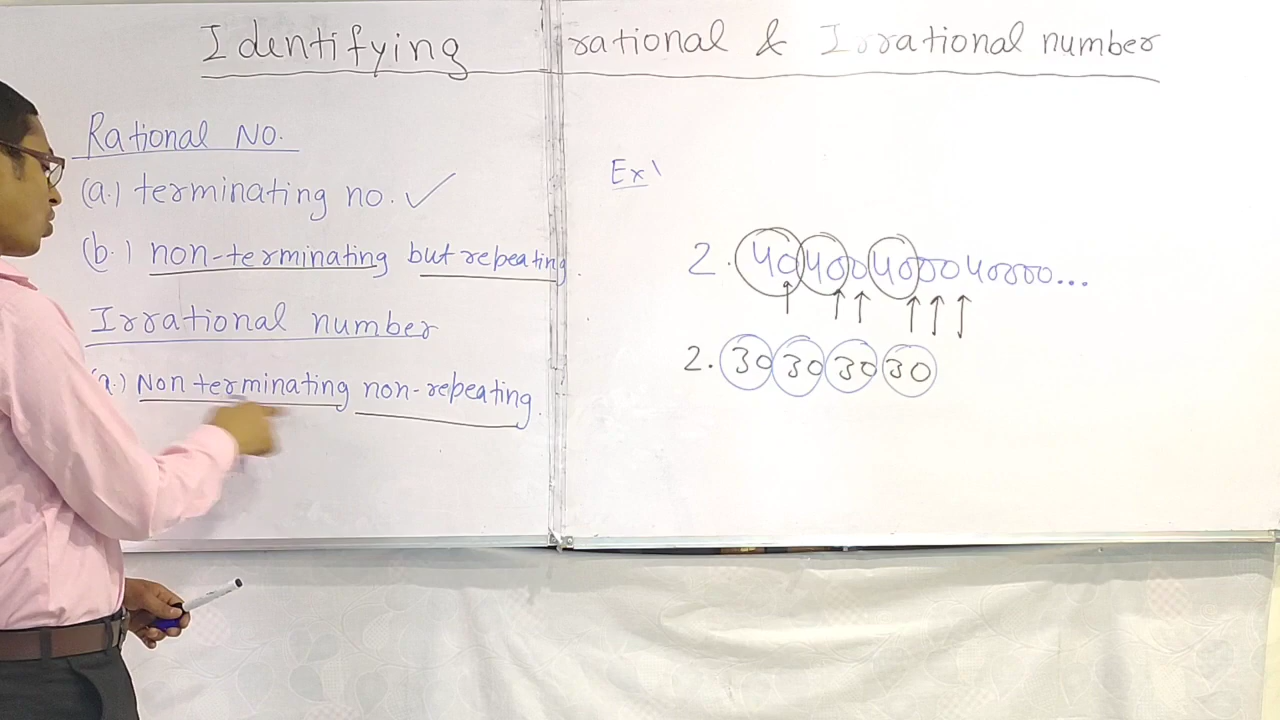 Identifying rational & Irrational number
Rational No.
(a.) terminating no. ✓
(b.) non-terminating but repeating.
Irrational number
(a.) Non terminating non-repeating.
Ex\
2.40400400040000...
2.30303030